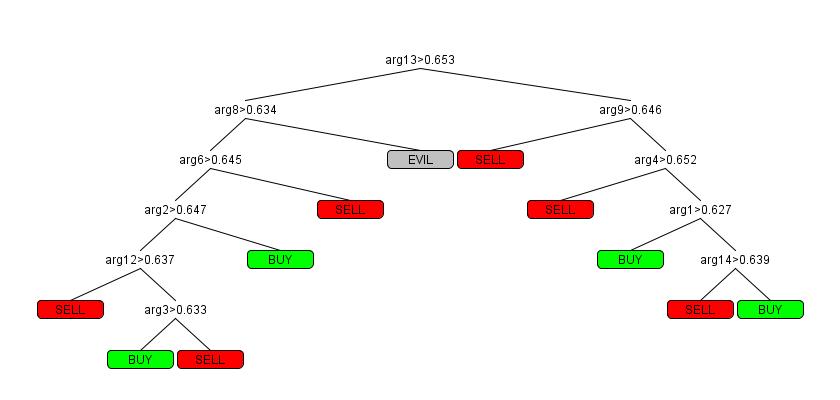 arg13>0.653
arg8>0.634
arg9>0.646
arg6>0.645
EVIL
SELL
arg4>0.652
arg2>0.647
SELL
SELL
arg1>0.627
arg12>0.637
BUY
BUY
arg14>0.639
SELL
arg3>0.633
SELL
BUY
BUY
SELL